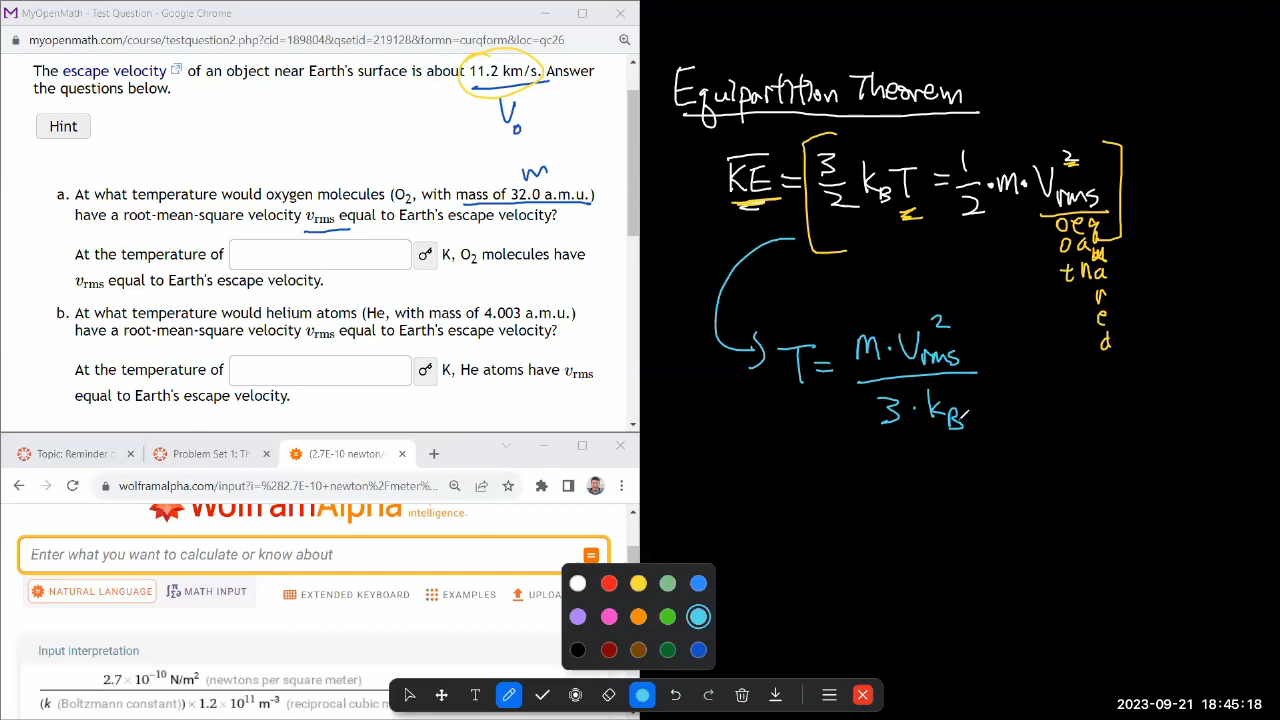 MyOpenMath - Test Question - Google Chrome
myopenmath.com/course/testquestion2.php?cid=189804&qsetid=219128&formn=curqform&loc=qc26
The escape velocity of an object near Earth's surface is about 11.2 km/s. Answer
the questions below.
V₀
Hint
m
a. At what temperature would oxygen molecules (O₂, with mass of 32.0 a.m.u.)
have a root-mean-square velocity vrms equal to Earth's escape velocity?
At the temperature of K, O₂ molecules have
vrms equal to Earth's escape velocity.
b. At what temperature would helium atoms (He, with mass of 4.003 a.m.u.)
have a root-mean-square velocity vrms equal to Earth's escape velocity?
At the temperature of K, He atoms have vrms
equal to Earth's escape velocity.
Topic: Reminder o
Problem Set 1: Th
(2.7E-10 newton/
wolframalpha.com/input?i=%282.7E-10+newton%2Fmeter%...
WolframAlpha
intelligence.
Enter what you want to calculate or know about
NATURAL LANGUAGE
MATH INPUT
EXTENDED KEYBOARD
EXAMPLES
UPLOA
Input interpretation
2.7 × 10⁻¹⁰ N/m² (newtons per square meter)
(k (Boltzmann constant)) × 1.2 × 10¹¹ m⁻³ (reciprocal cubic m
Equipartition Theorem
KE = [3/2 kB T = 1/2 · m · Vrms²]
o e q
o a u
t n a
r
e
d
T = m · Vrms² / 3 · kB
2023-09-21 18:45:18